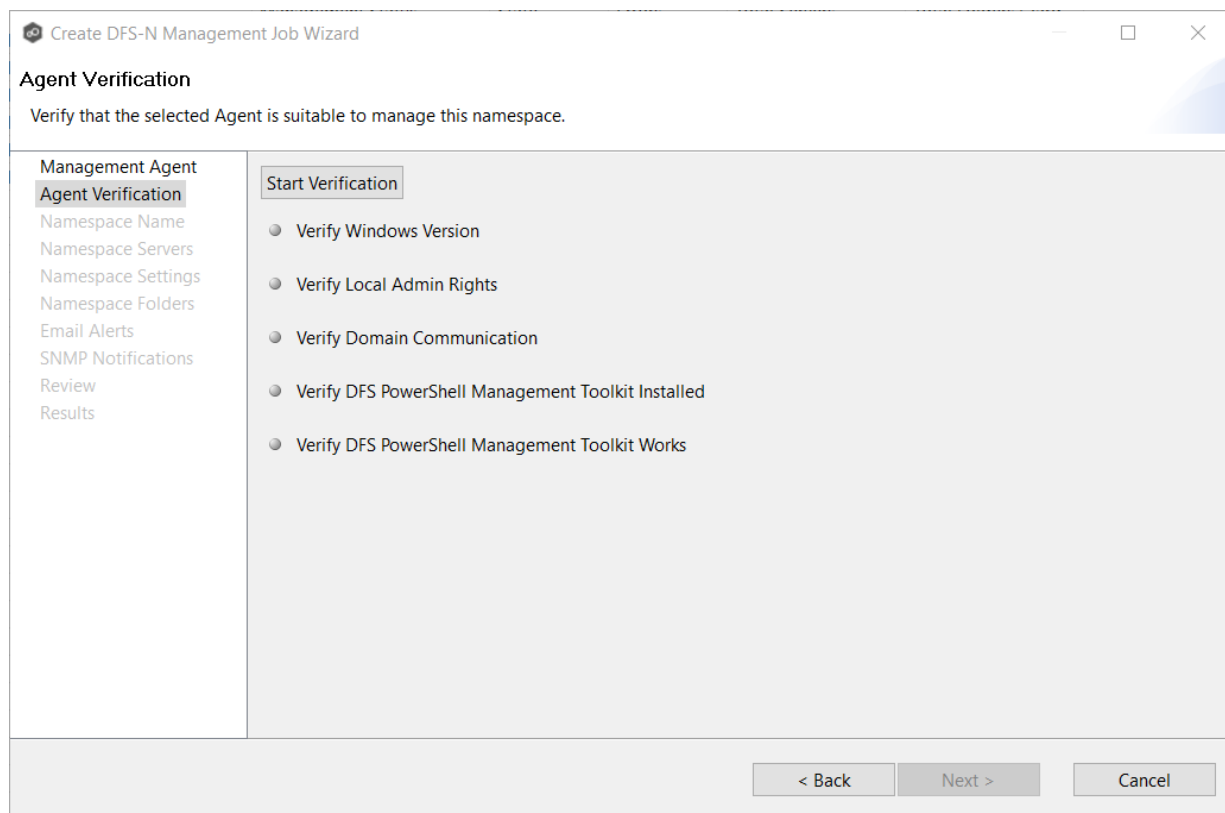 Create DFS-N Management Job Wizard
Agent Verification
Verify that the selected Agent is suitable to manage this namespace.
Management Agent
Agent Verification
Namespace Name
Namespace Servers
Namespace Settings
Namespace Folders
Email Alerts
SNMP Notifications
Review
Results
Start Verification
Verify Windows Version
Verify Local Admin Rights
Verify Domain Communication
Verify DFS PowerShell Management Toolkit Installed
Verify DFS PowerShell Management Toolkit Works
< Back
Next >
Cancel